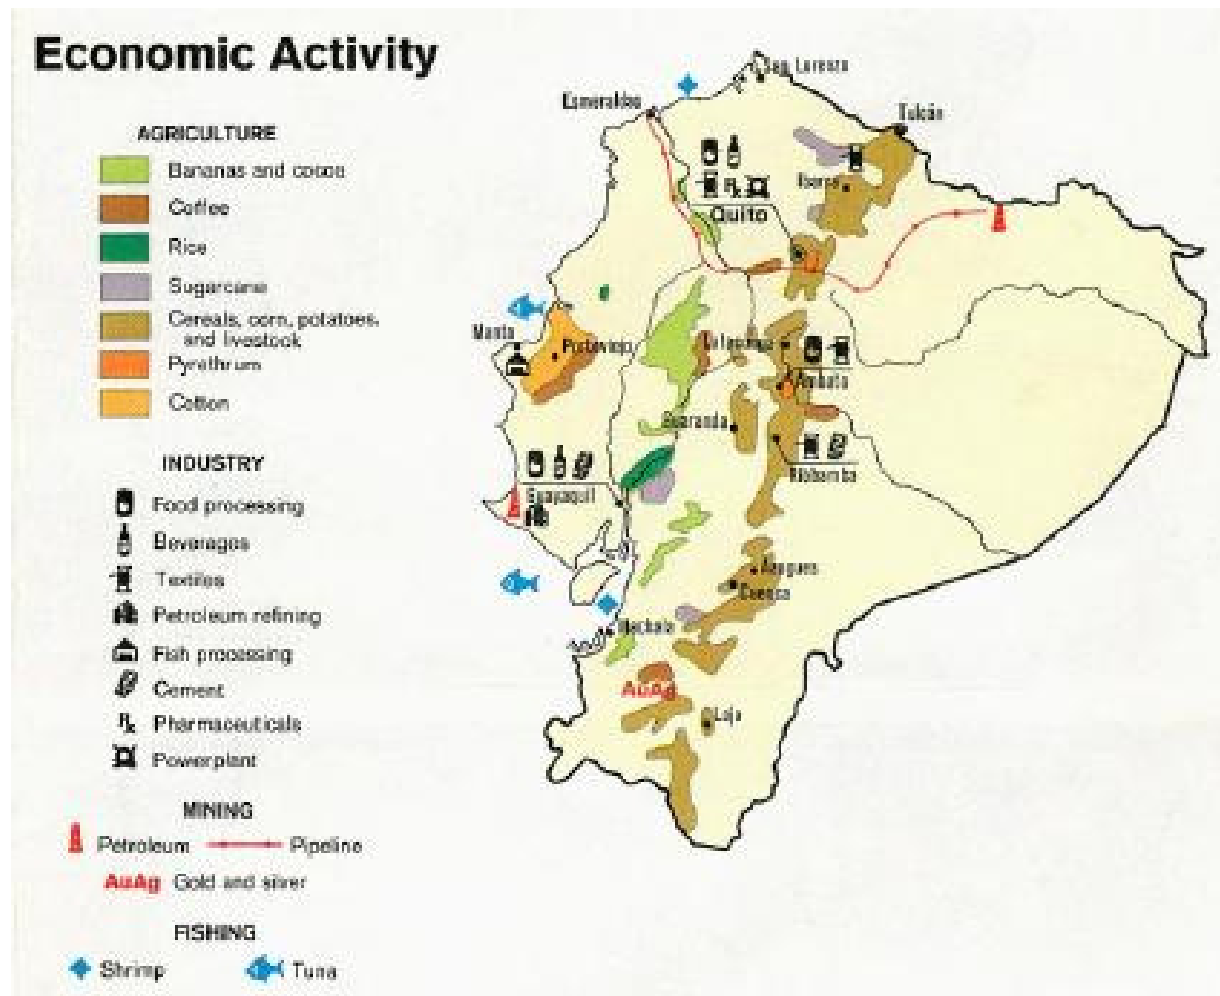 Economic Activity
AGRICULTURE
Bananas and cocoa
Coffee
Rice
Sugarcane
Cereals, corn, potatoes,
and livestock
Pyrethrum
Cotton
INDUSTRY
Food processing
Beverages
Textiles
Petroleum refining
Fish processing
Cement
Pharmaceuticals
Powerplant
MINING
Petroleum
Pipeline
AuAg Gold and silver
FISHING
Shrimp
Tuna
San Lorenzo
Esmeraldas
Tulcán
Ibarra
Quito
Manta
Portoviejo
Latacunga
Ambato
Guaranda
Riobamba
Guayaquil
Azogues
Cuenca
Machala
AuAg
Loja